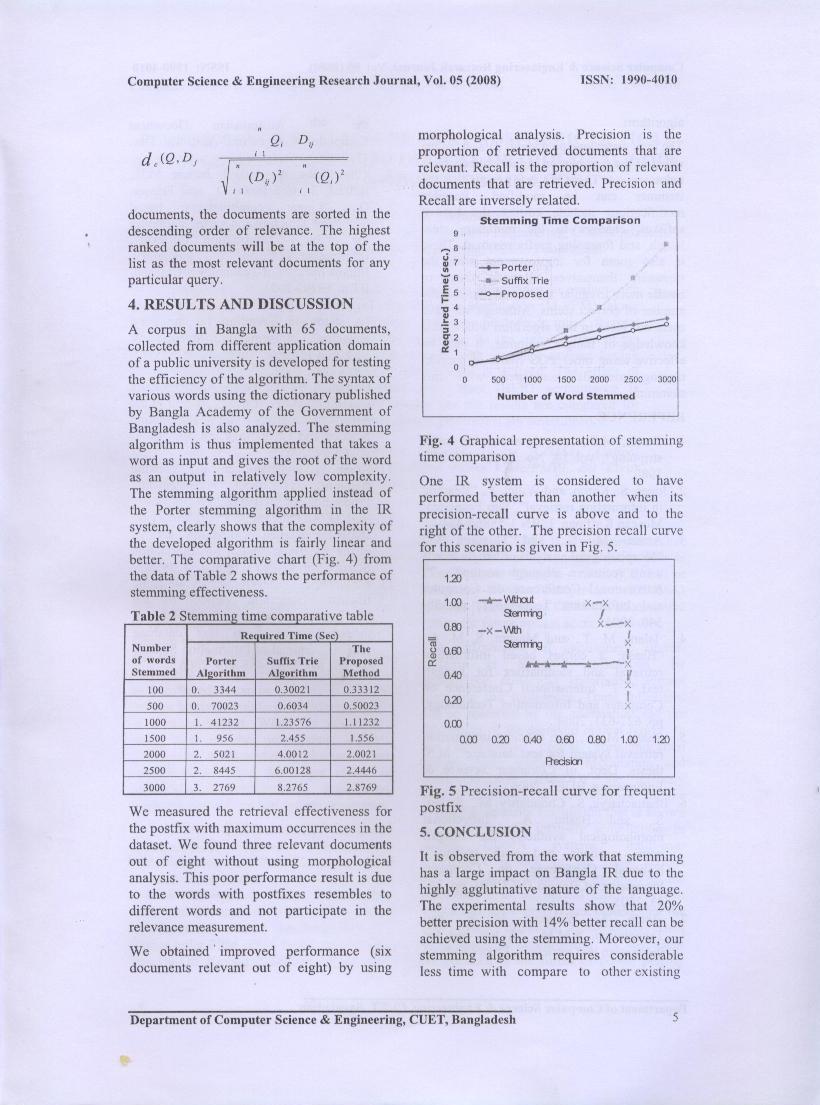 Computer Science & Engineering Research Journal, Vol. 05 (2008) ISSN: 1990-4010
n
Q_i D_ij
d_c(Q,D_j i 1
n n
√ (D_ij)² (Q_i)²
i 1 i 1
documents, the documents are sorted in the
descending order of relevance. The highest
ranked documents will be at the top of the
list as the most relevant documents for any
particular query.
4. RESULTS AND DISCUSSION
A corpus in Bangla with 65 documents,
collected from different application domain
of a public university is developed for testing
the efficiency of the algorithm. The syntax of
various words using the dictionary published
by Bangla Academy of the Government of
Bangladesh is also analyzed. The stemming
algorithm is thus implemented that takes a
word as input and gives the root of the word
as an output in relatively low complexity.
The stemming algorithm applied instead of
the Porter stemming algorithm in the IR
system, clearly shows that the complexity of
the developed algorithm is fairly linear and
better. The comparative chart (Fig. 4) from
the data of Table 2 shows the performance of
stemming effectiveness.
Table 2 Stemming time comparative table
Required Time (Sec)
Number of words Stemmed
Porter Algorithm
Suffix Trie Algorithm
The Proposed Method
100 0. 3344 0.30021 0.33312
500 0. 70023 0.6034 0.50023
1000 1. 41232 1.23576 1.11232
1500 1. 956 2.455 1.556
2000 2. 5021 4.0012 2.0021
2500 2. 8445 6.00128 2.4446
3000 3. 2769 8.2765 2.8769
We measured the retrieval effectiveness for
the postfix with maximum occurrences in the
dataset. We found three relevant documents
out of eight without using morphological
analysis. This poor performance result is due
to the words with postfixes resembles to
different words and not participate in the
relevance measurement.
We obtained improved performance (six
documents relevant out of eight) by using
morphological analysis. Precision is the
proportion of retrieved documents that are
relevant. Recall is the proportion of relevant
documents that are retrieved. Precision and
Recall are inversely related.
Stemming Time Comparison
Required Time(sec.)
9
8
7
6
5
4
3
2
1
0
Porter
Suffix Trie
Proposed
0 500 1000 1500 2000 2500 3000
Number of Word Stemmed
Fig. 4 Graphical representation of stemming
time comparison
One IR system is considered to have
performed better than another when its
precision-recall curve is above and to the
right of the other. The precision recall curve
for this scenario is given in Fig. 5.
Recall
1.20
1.00
0.80
0.60
0.40
0.20
0.00
Without
Stemming
With
Stemming
0.00 0.20 0.40 0.60 0.80 1.00 1.20
Precision
Fig. 5 Precision-recall curve for frequent
postfix
5. CONCLUSION
It is observed from the work that stemming
has a large impact on Bangla IR due to the
highly agglutinative nature of the language.
The experimental results show that 20%
better precision with 14% better recall can be
achieved using the stemming. Moreover, our
stemming algorithm requires considerable
less time with compare to other existing
Department of Computer Science & Engineering, CUET, Bangladesh 5